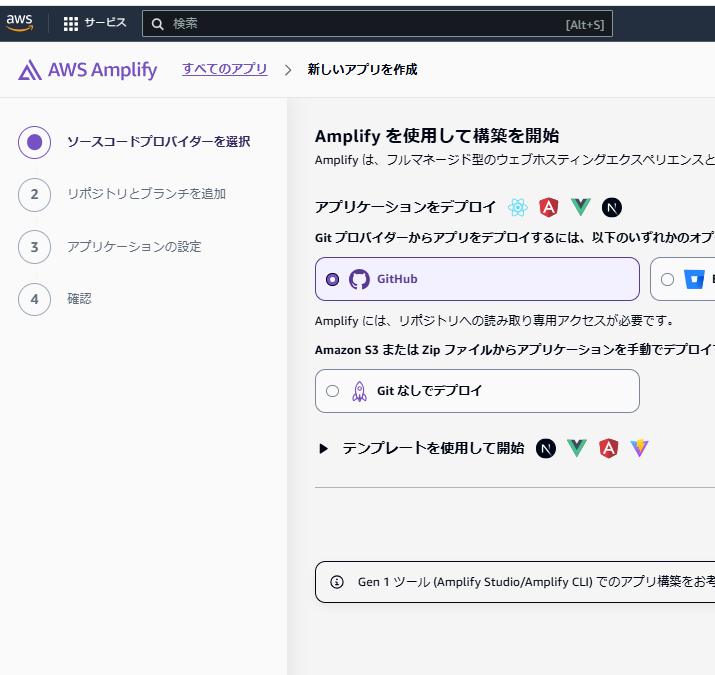 aws
サービス
検索
[Alt+S]
AWS Amplify
すべてのアプリ
新しいアプリを作成
ソースコードプロバイダーを選択
2
リポジトリとブランチを追加
3
アプリケーションの設定
4
確認
Amplify を使用して構築を開始
Amplify は、フルマネージド型のウェブホスティングエクスペリエンスと
アプリケーションをデプロイ
Git プロバイダーからアプリをデプロイするには、以下のいずれかのオプ
GitHub
Amplify には、リポジトリへの読み取り専用アクセスが必要です。
Amazon S3 または Zip ファイルからアプリケーションを手動でデプロイ
Git なしでデプロイ
テンプレートを使用して開始
Gen 1 ツール (Amplify Studio/Amplify CLI) でのアプリ構築をお考